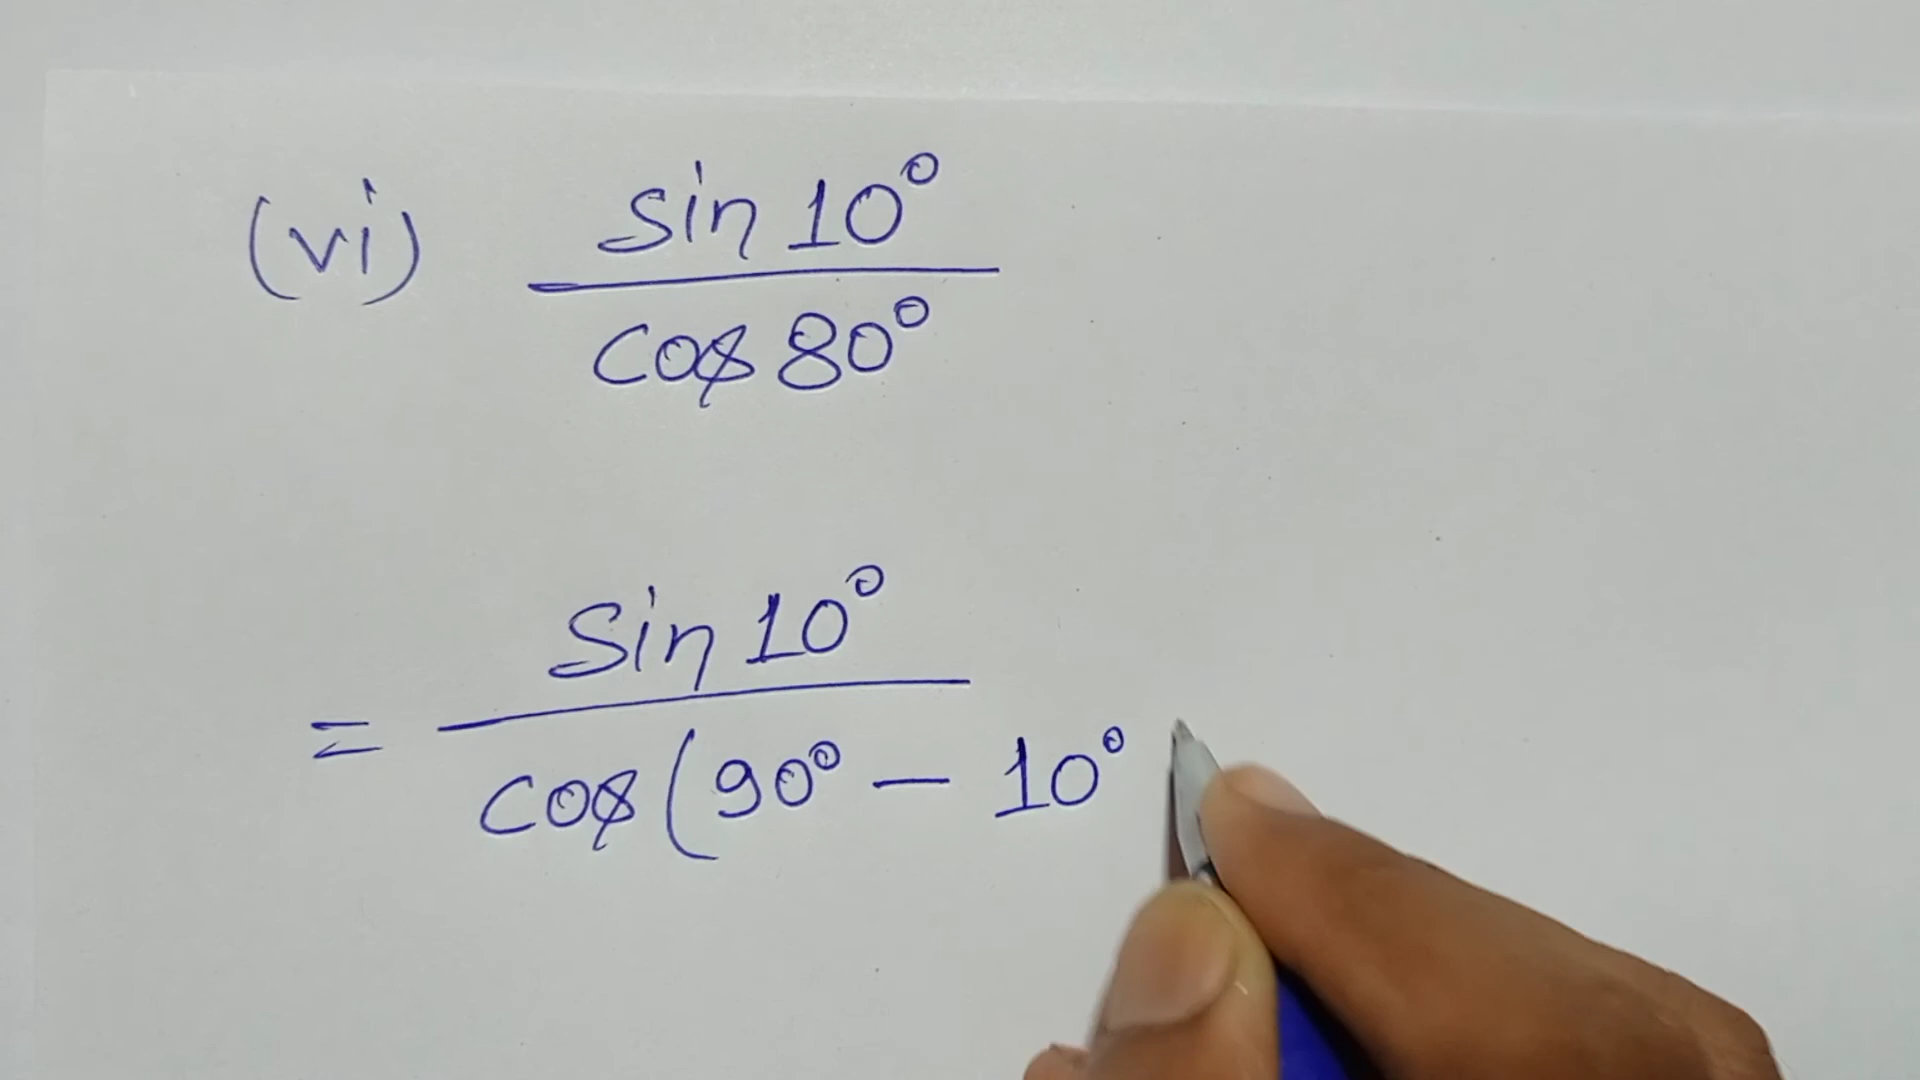 (vi) sin 10°
cos 80°
= Sin 10°
cos (90° — 10°